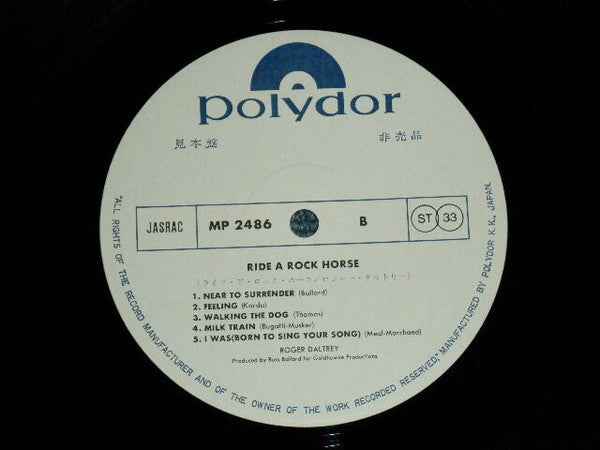 polydor
見本盤 非売品
JASRAC MP 2486 B ST 33
RIDE A ROCK HORSE
(ライド・ア・ロック・ホース/ロジャー・ダルトリー)
1. NEAR TO SURRENDER (Ballard)
2. FEELING (Korda)
3. WALKING THE DOG (Thomas)
4. MILK TRAIN (Bugatti-Musker)
5. I WAS(BORN TO SING YOUR SONG) (Meal-Marchand)
ROGER DALTREY
Produced by Russ Ballard for Goldhawke Productions
"ALL RIGHTS OF THE RECORD MANUFACTURER AND OF THE OWNER OF THE WORK RECORDED RESERVED," MANUFACTURED BY POLYDOR K.K., JAPAN.